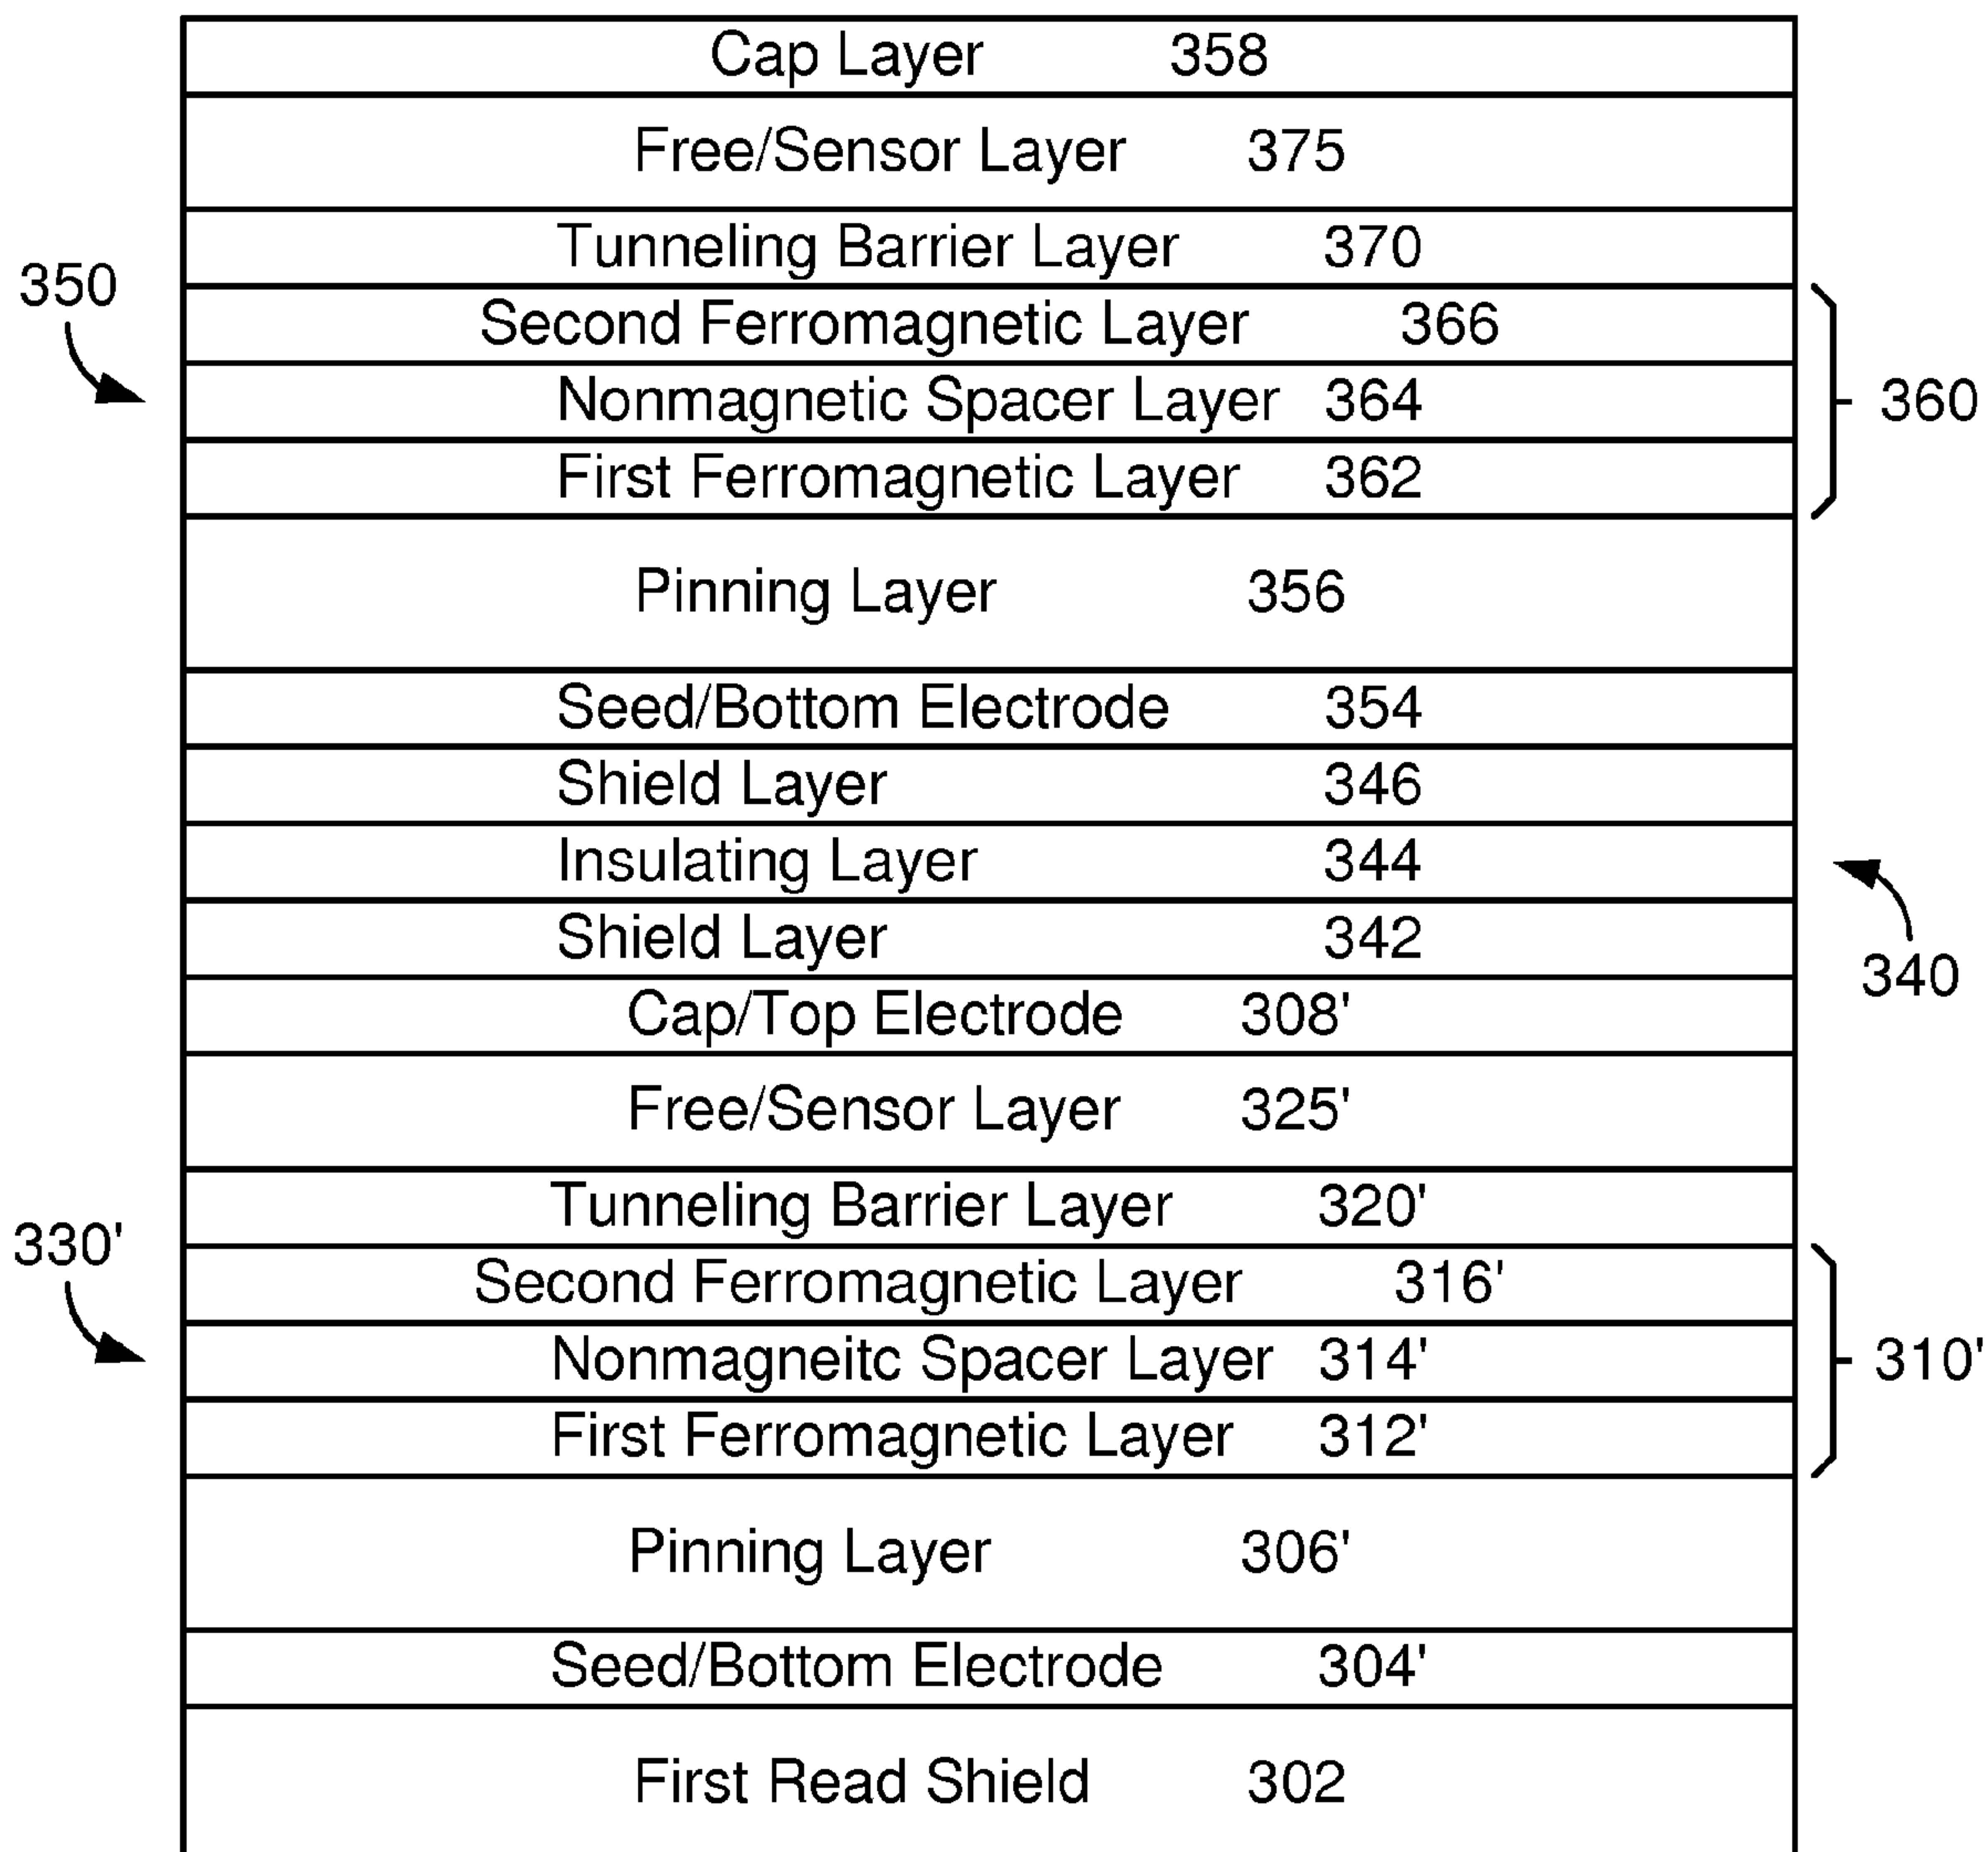 Cap Layer 358
Free/Sensor Layer 375
Tunneling Barrier Layer 370
350
Second Ferromagnetic Layer 366
Nonmagnetic Spacer Layer 364
360
First Ferromagnetic Layer 362
Pinning Layer 356
Seed/Bottom Electrode 354
Shield Layer 346
Insulating Layer 344
Shield Layer 342
340
Cap/Top Electrode 308'
Free/Sensor Layer 325'
Tunneling Barrier Layer 320'
330'
Second Ferromagnetic Layer 316'
Nonmagneitc Spacer Layer 314'
310'
First Ferromagnetic Layer 312'
Pinning Layer 306'
Seed/Bottom Electrode 304'
First Read Shield 302